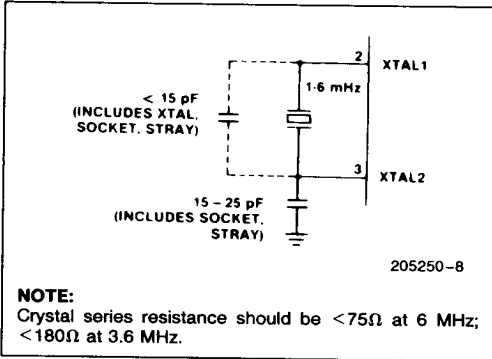 2
XTAL1
1·6 mHz
< 15 pF
(INCLUDES XTAL,
SOCKET, STRAY)
3
XTAL2
15 – 25 pF
(INCLUDES SOCKET,
STRAY)
205250–8
NOTE:
Crystal series resistance should be <75Ω at 6 MHz;
<180Ω at 3.6 MHz.